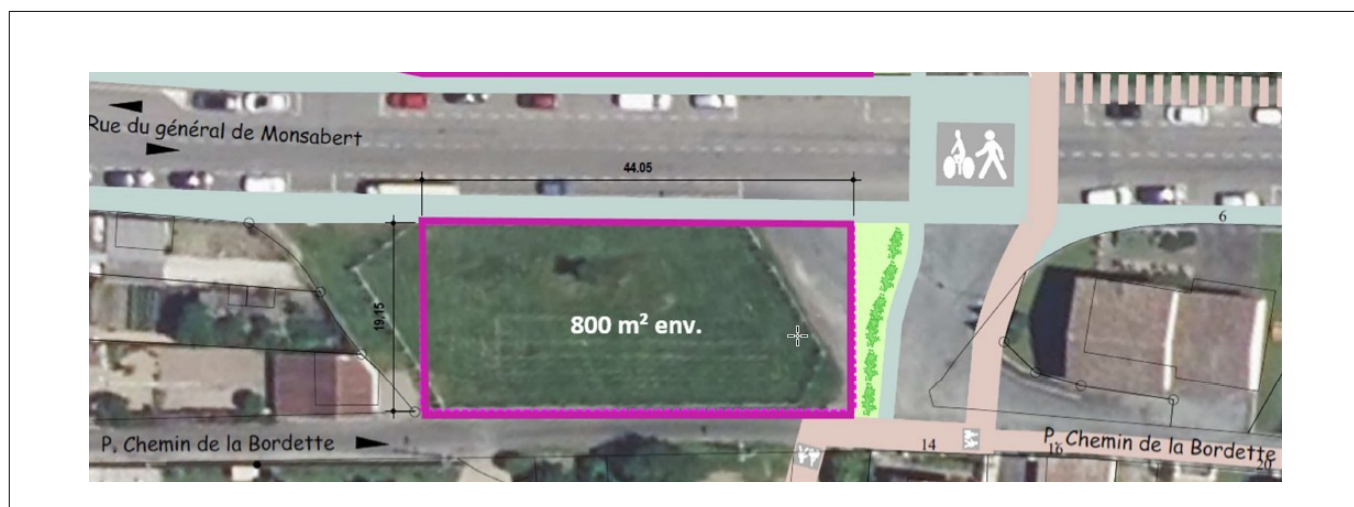 Rue du général de Monsabert
44.05
6
19.15
800 m² env.
P. Chemin de la Bordette
14
16
P. Chemin de la Bordette
20